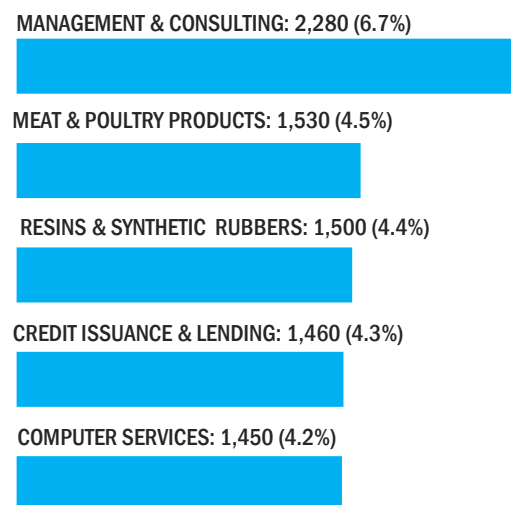 MANAGEMENT & CONSULTING: 2,280 (6.7%)
MEAT & POULTRY PRODUCTS: 1,530 (4.5%)
RESINS & SYNTHETIC RUBBERS: 1,500 (4.4%)
CREDIT ISSUANCE & LENDING: 1,460 (4.3%)
COMPUTER SERVICES: 1,450 (4.2%)